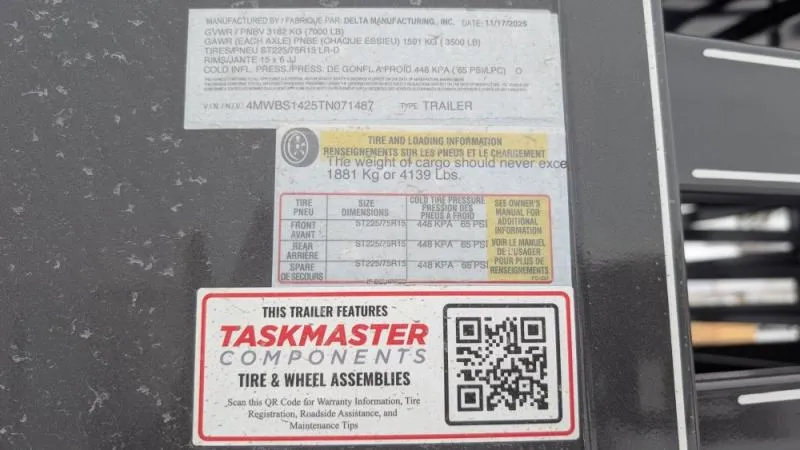 MANUFACTURED BY / FABRIQUE PAR: DELTA MANUFACTURING, INC. DATE: 11/17/2025
GVWR / PNBV 3182 KG (7000 LB)
GAWR (EACH AXLE) PNBE (CHAQUE ESSIEU) 1591 KG ( 3500 LB)
TIRES/PNEU ST225/75R15 LR-D
RIMS/JANTE 15 x 6 JJ
COLD INFL. PRESS./PRESS. DE GONFL. A FROID 448 KPA ( 65 PSI/LPC) O
V.I.N. / N.I.V. 4MWBS1425TN071487 TYPE TRAILER
TIRE AND LOADING INFORMATION
RENSEIGNEMENTS SUR LES PNEUS ET LE CHARGEMENT
The weight of cargo should never exce
1881 Kg or 4139 Lbs.
TIRE PNEU SIZE DIMENSIONS COLD TIRE PRESSURE PRESSION DES PNEUS A FROID
FRONT AVANT ST225/75R15 448 KPA 65 PSI
REAR ARRIÈRE ST225/75R15 448 KPA 65 PSI
SPARE DE SECOURS ST225/75R15 448 KPA 65 PSI
SEE OWNER'S
MANUAL FOR
ADDITIONAL
INFORMATION
VOIR LE MANUEL
DE L'USAGER
POUR PLUS DE
RENSEIGNEMENTS
THIS TRAILER FEATURES
TASKMASTER
COMPONENTS
TIRE & WHEEL ASSEMBLIES
Scan this QR Code for Warranty Information, Tire
Registration, Roadside Assistance, and
Maintenance Tips